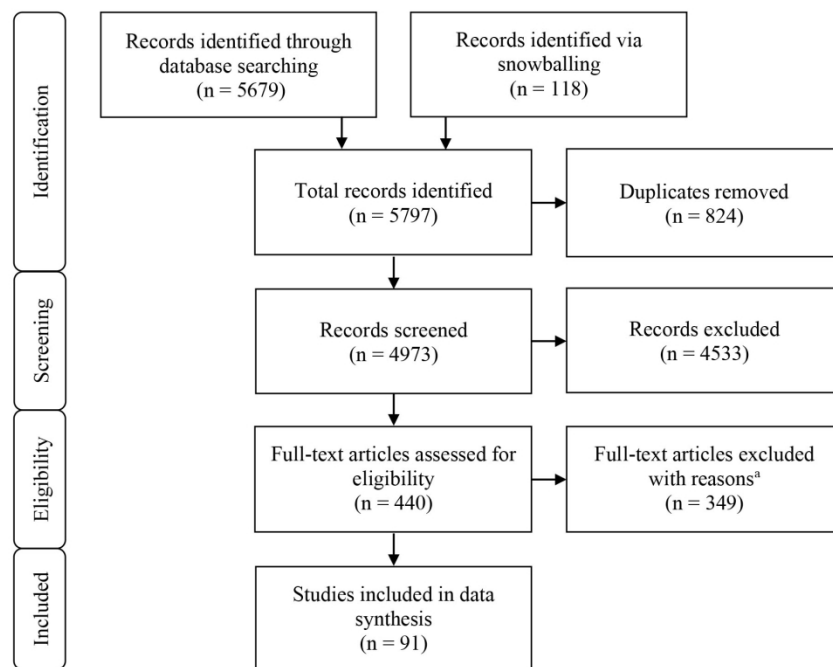 Identification
Records identified through
database searching
(n = 5679)
Records identified via
snowballing
(n = 118)
Total records identified
(n = 5797)
Duplicates removed
(n = 824)
Screening
Records screened
(n = 4973)
Records excluded
(n = 4533)
Eligibility
Full-text articles assessed for
eligibility
(n = 440)
Full-text articles excluded
with reasonsᵃ
(n = 349)
Included
Studies included in data
synthesis
(n = 91)